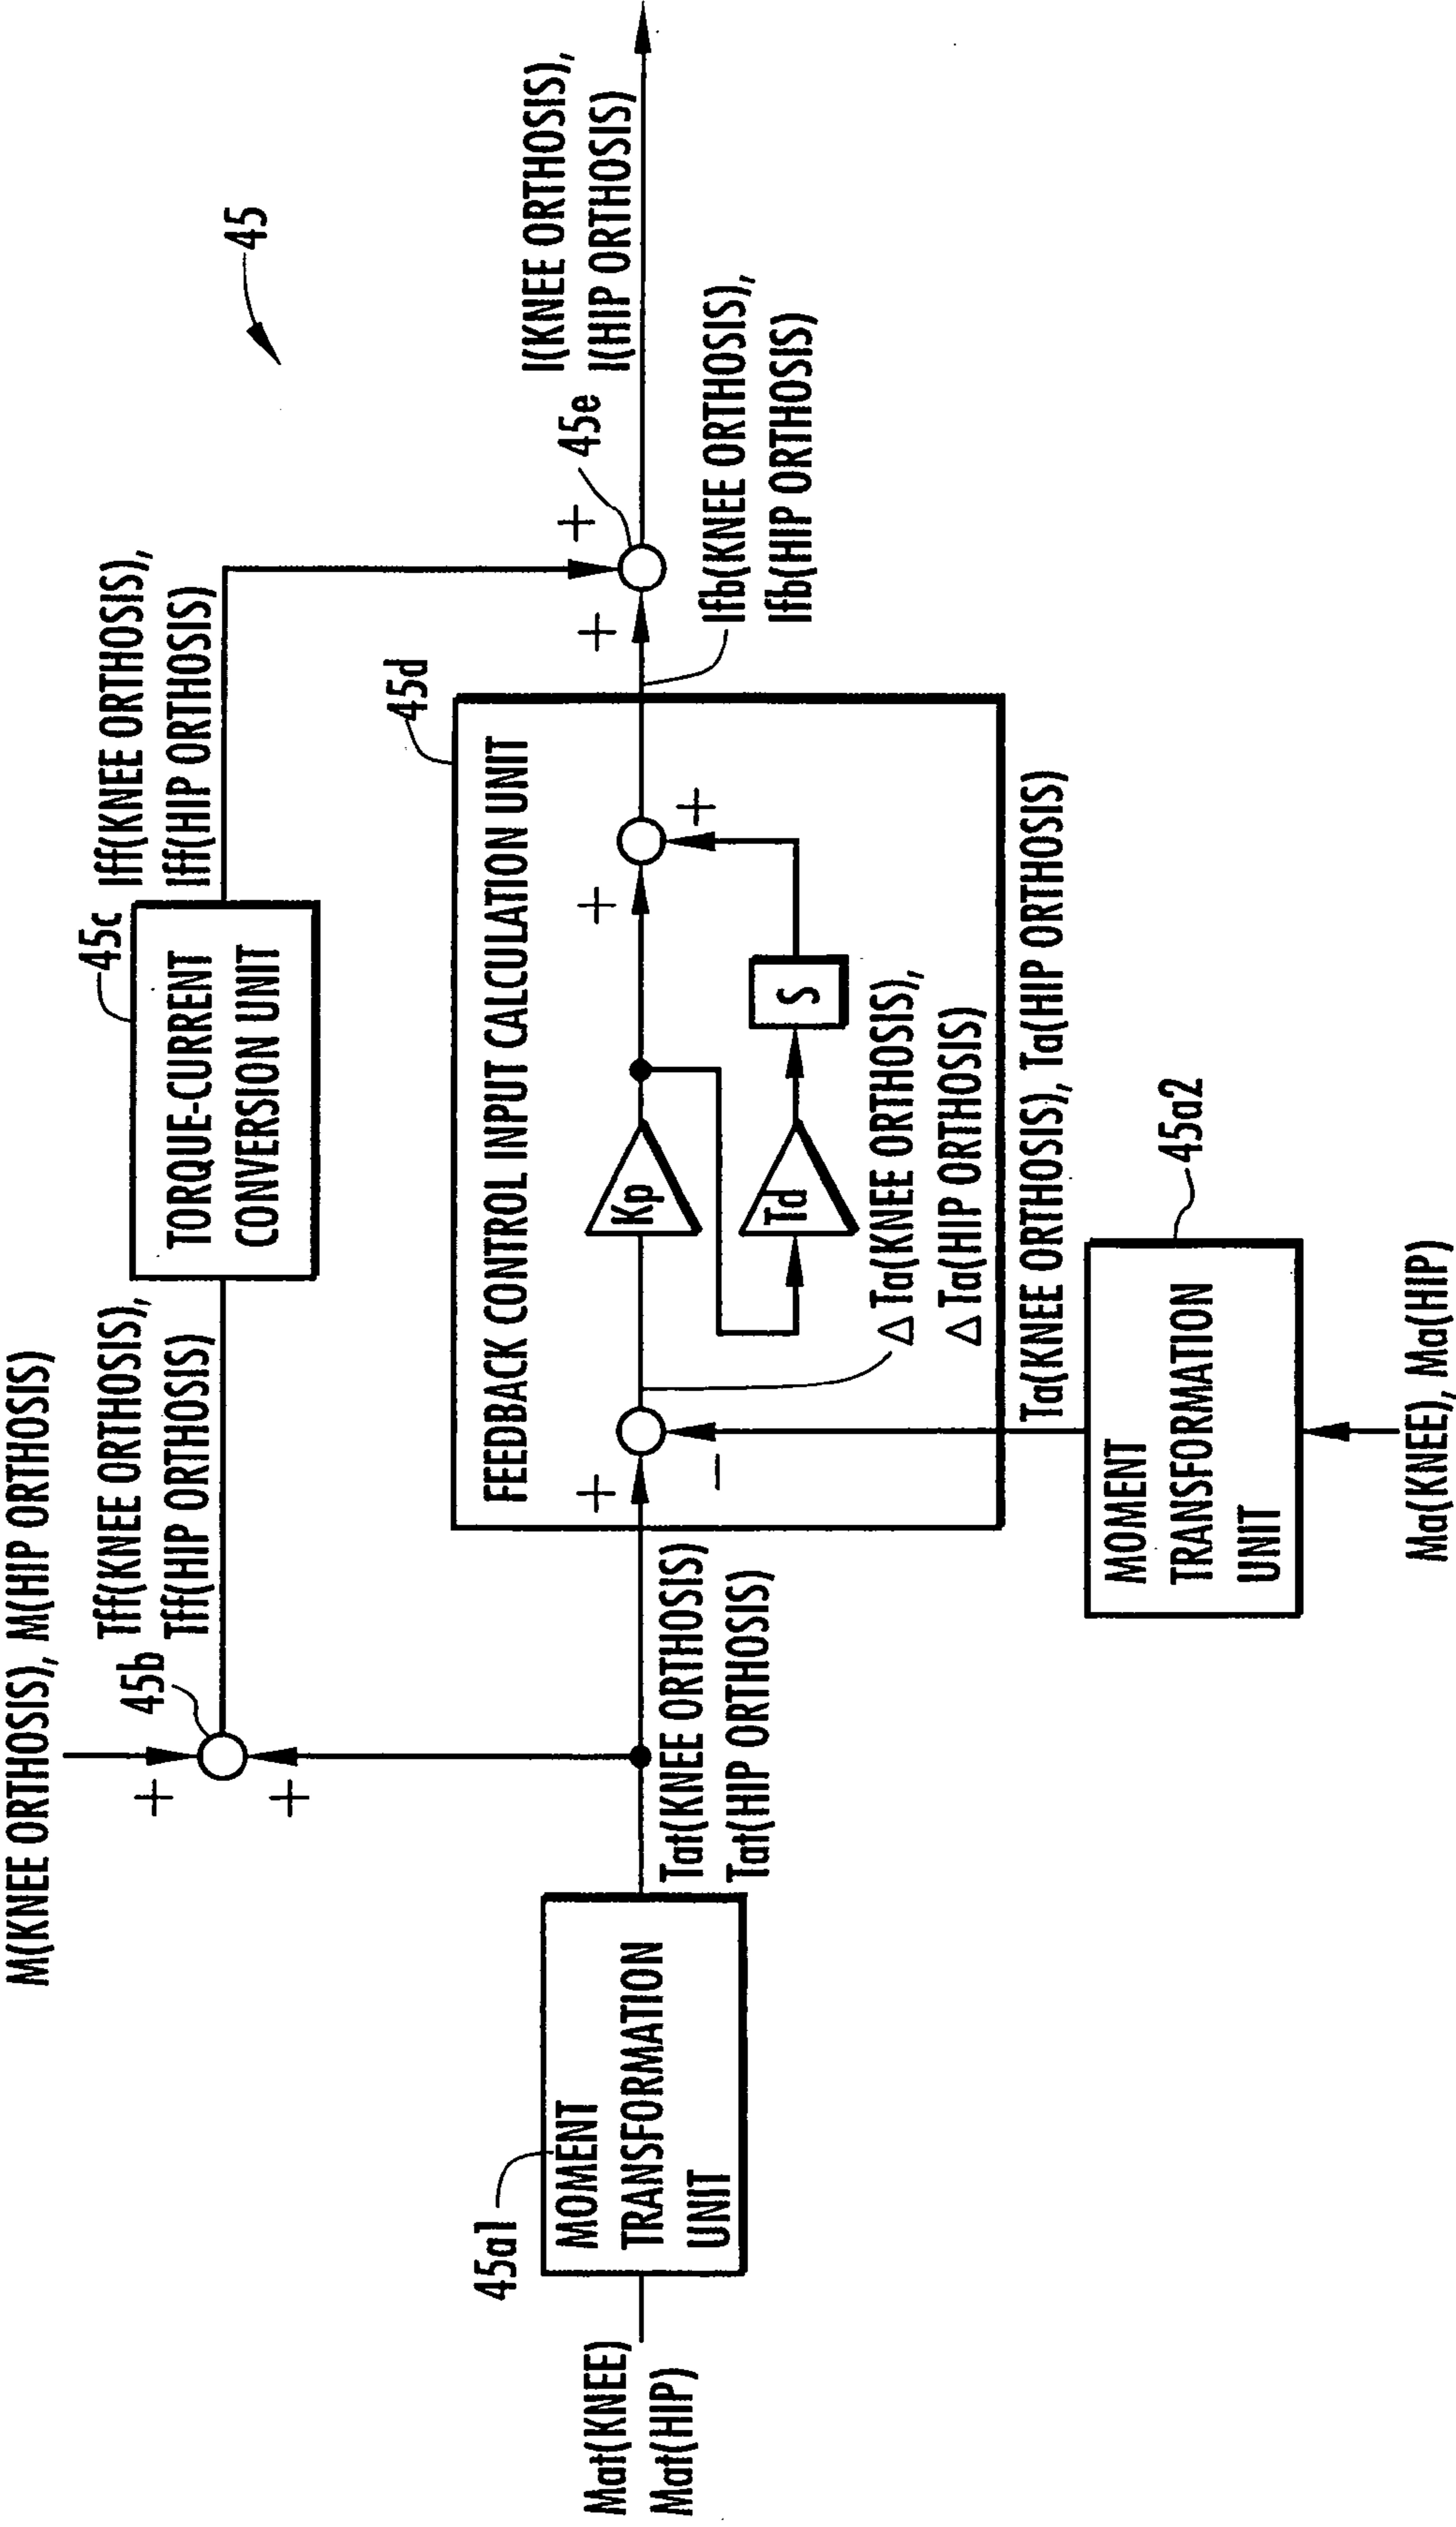 45
M(KNEE ORTHOSIS), M(HIP ORTHOSIS)
45b
+
+
Tff(KNEE ORTHOSIS),
Tff(HIP ORTHOSIS)
45c
TORQUE-CURRENT
CONVERSION UNIT
Iff(KNEE ORTHOSIS),
Iff(HIP ORTHOSIS)
Mat(KNEE)
Mat(HIP)
45a1
MOMENT
TRANSFORMATION
UNIT
Tat(KNEE ORTHOSIS)
Tat(HIP ORTHOSIS)
45d
FEEDBACK CONTROL INPUT CALCULATION UNIT
+
−
Kp
Td
S
+
+
△ Ta(KNEE ORTHOSIS),
△ Ta(HIP ORTHOSIS)
+
+
45e
I(KNEE ORTHOSIS),
I(HIP ORTHOSIS)
Ifb(KNEE ORTHOSIS),
Ifb(HIP ORTHOSIS)
Ta(KNEE ORTHOSIS), Ta(HIP ORTHOSIS)
45a2
MOMENT
TRANSFORMATION
UNIT
Ma(KNEE), Ma(HIP)